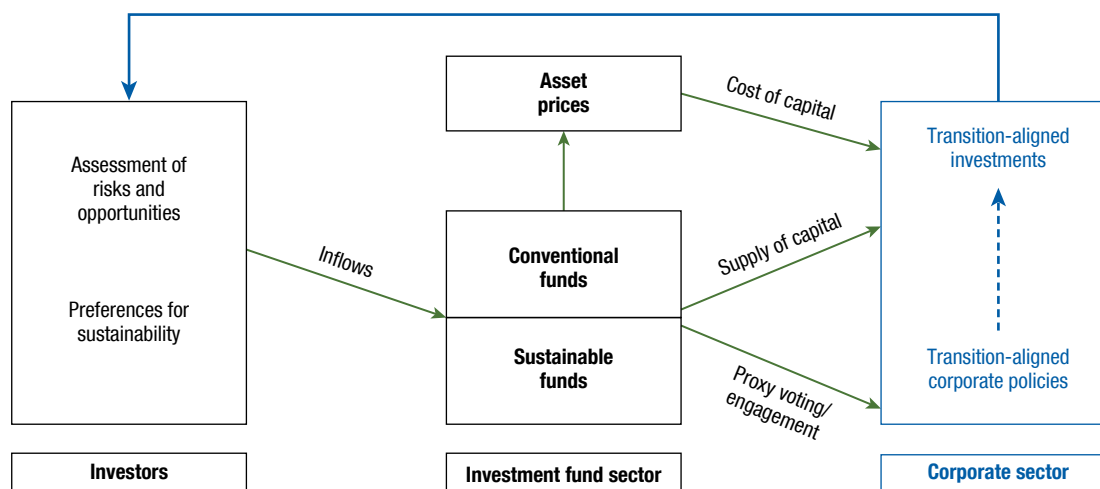 Assessment of
risks and
opportunities
Preferences for
sustainability
Inflows
Asset
prices
Conventional
funds
Sustainable
funds
Cost of capital
Supply of capital
Proxy voting/
engagement
Transition-aligned
investments
Transition-aligned
corporate policies
Investors
Investment fund sector
Corporate sector